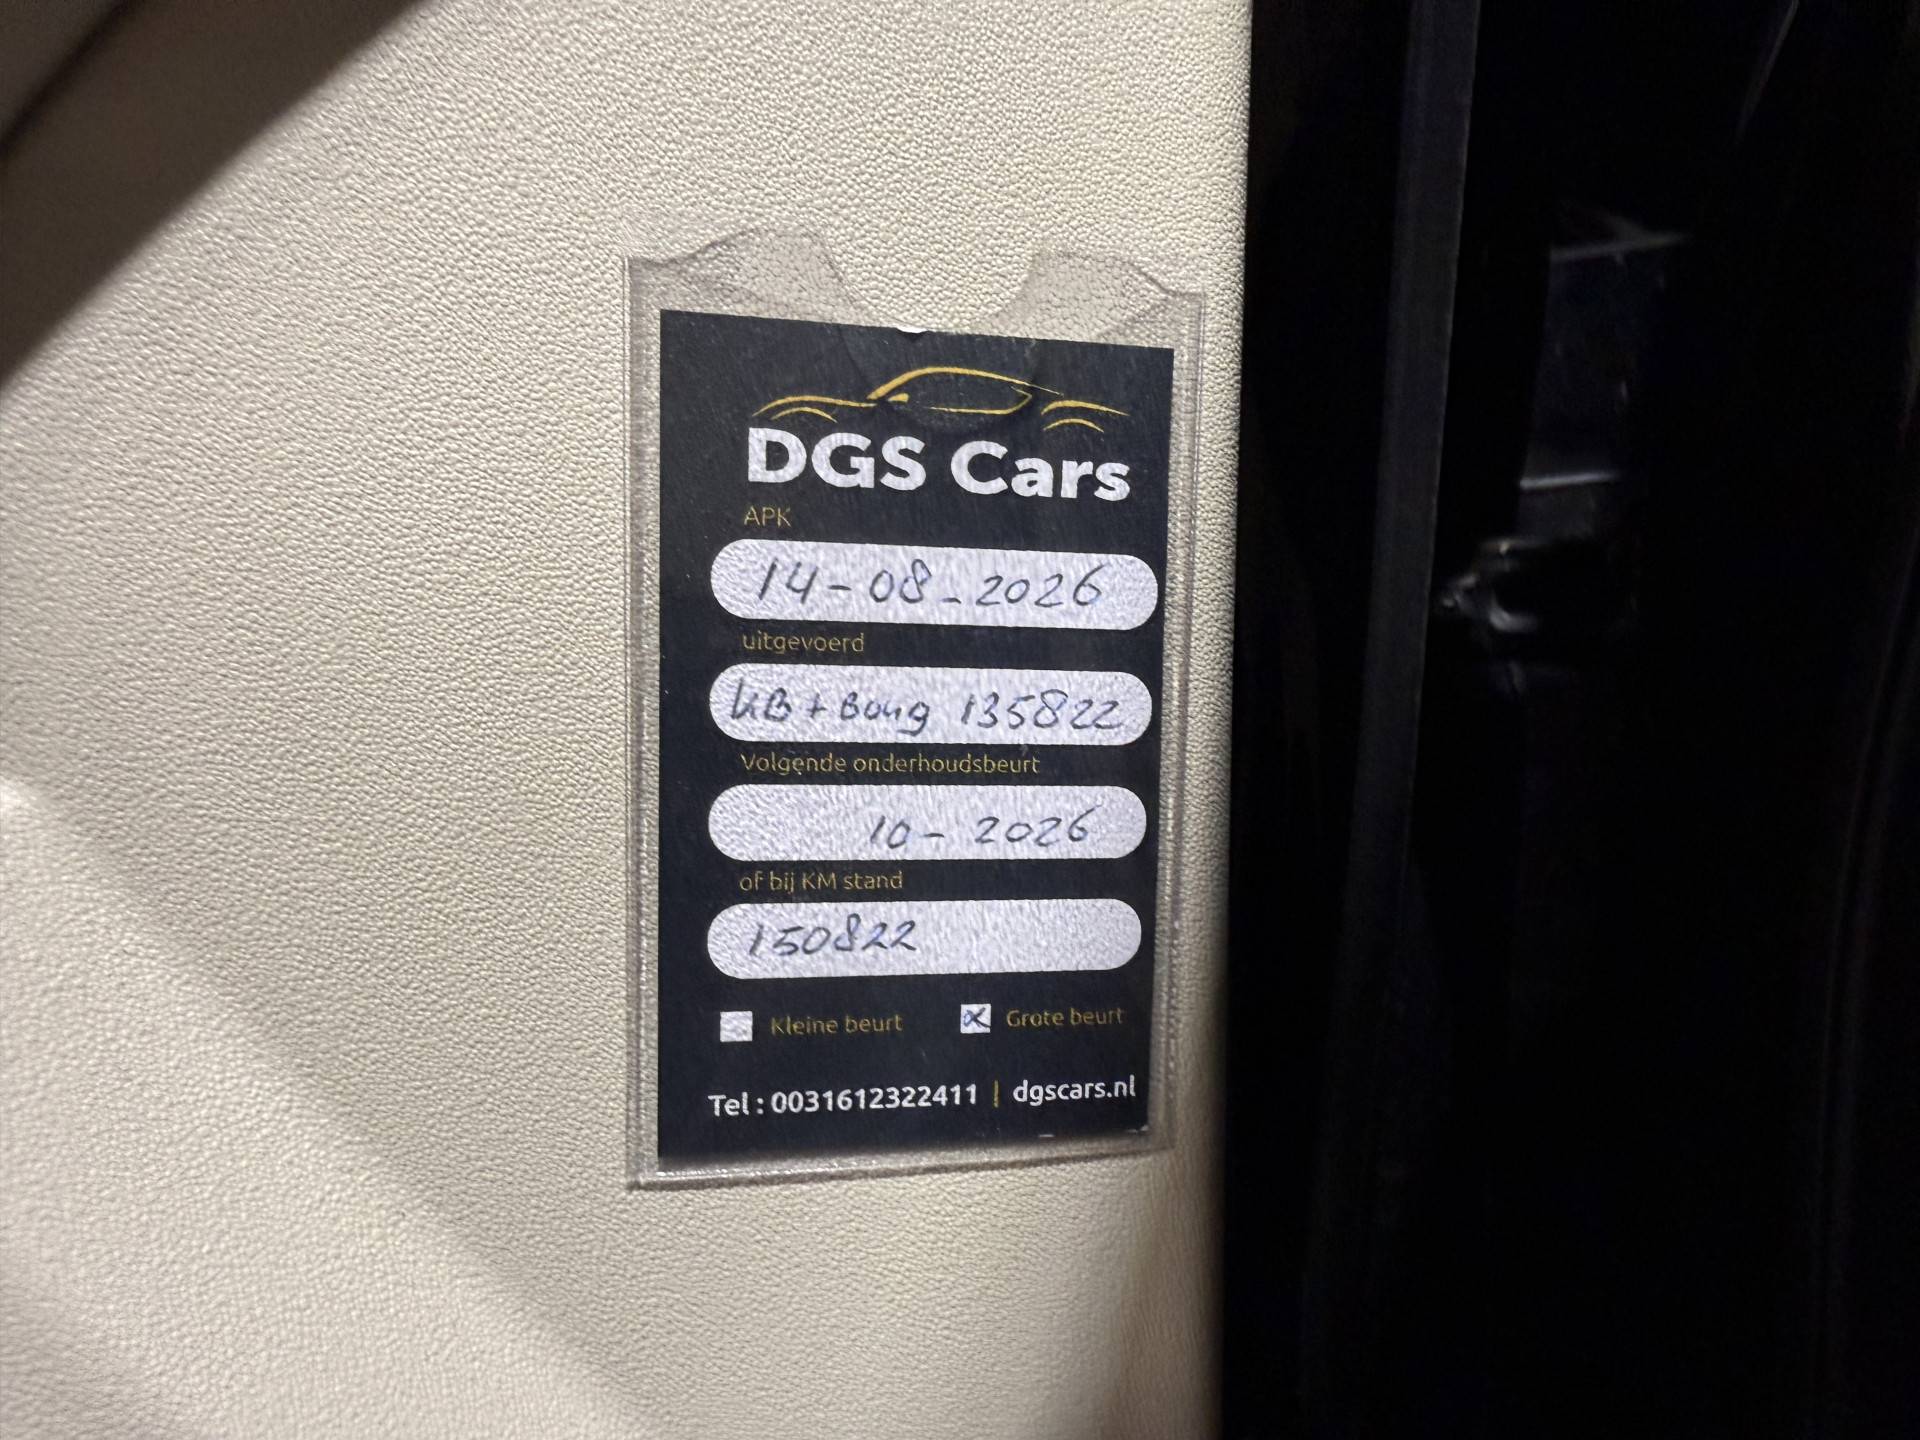 DGS Cars
APK
14-08-2026
uitgevoerd
KB + Boug 135822
Volgende onderhoudsbeurt
10-2026
of bij KM stand
150822
Kleine beurt
Grote beurt
Tel : 0031612322411 | dgscars.nl